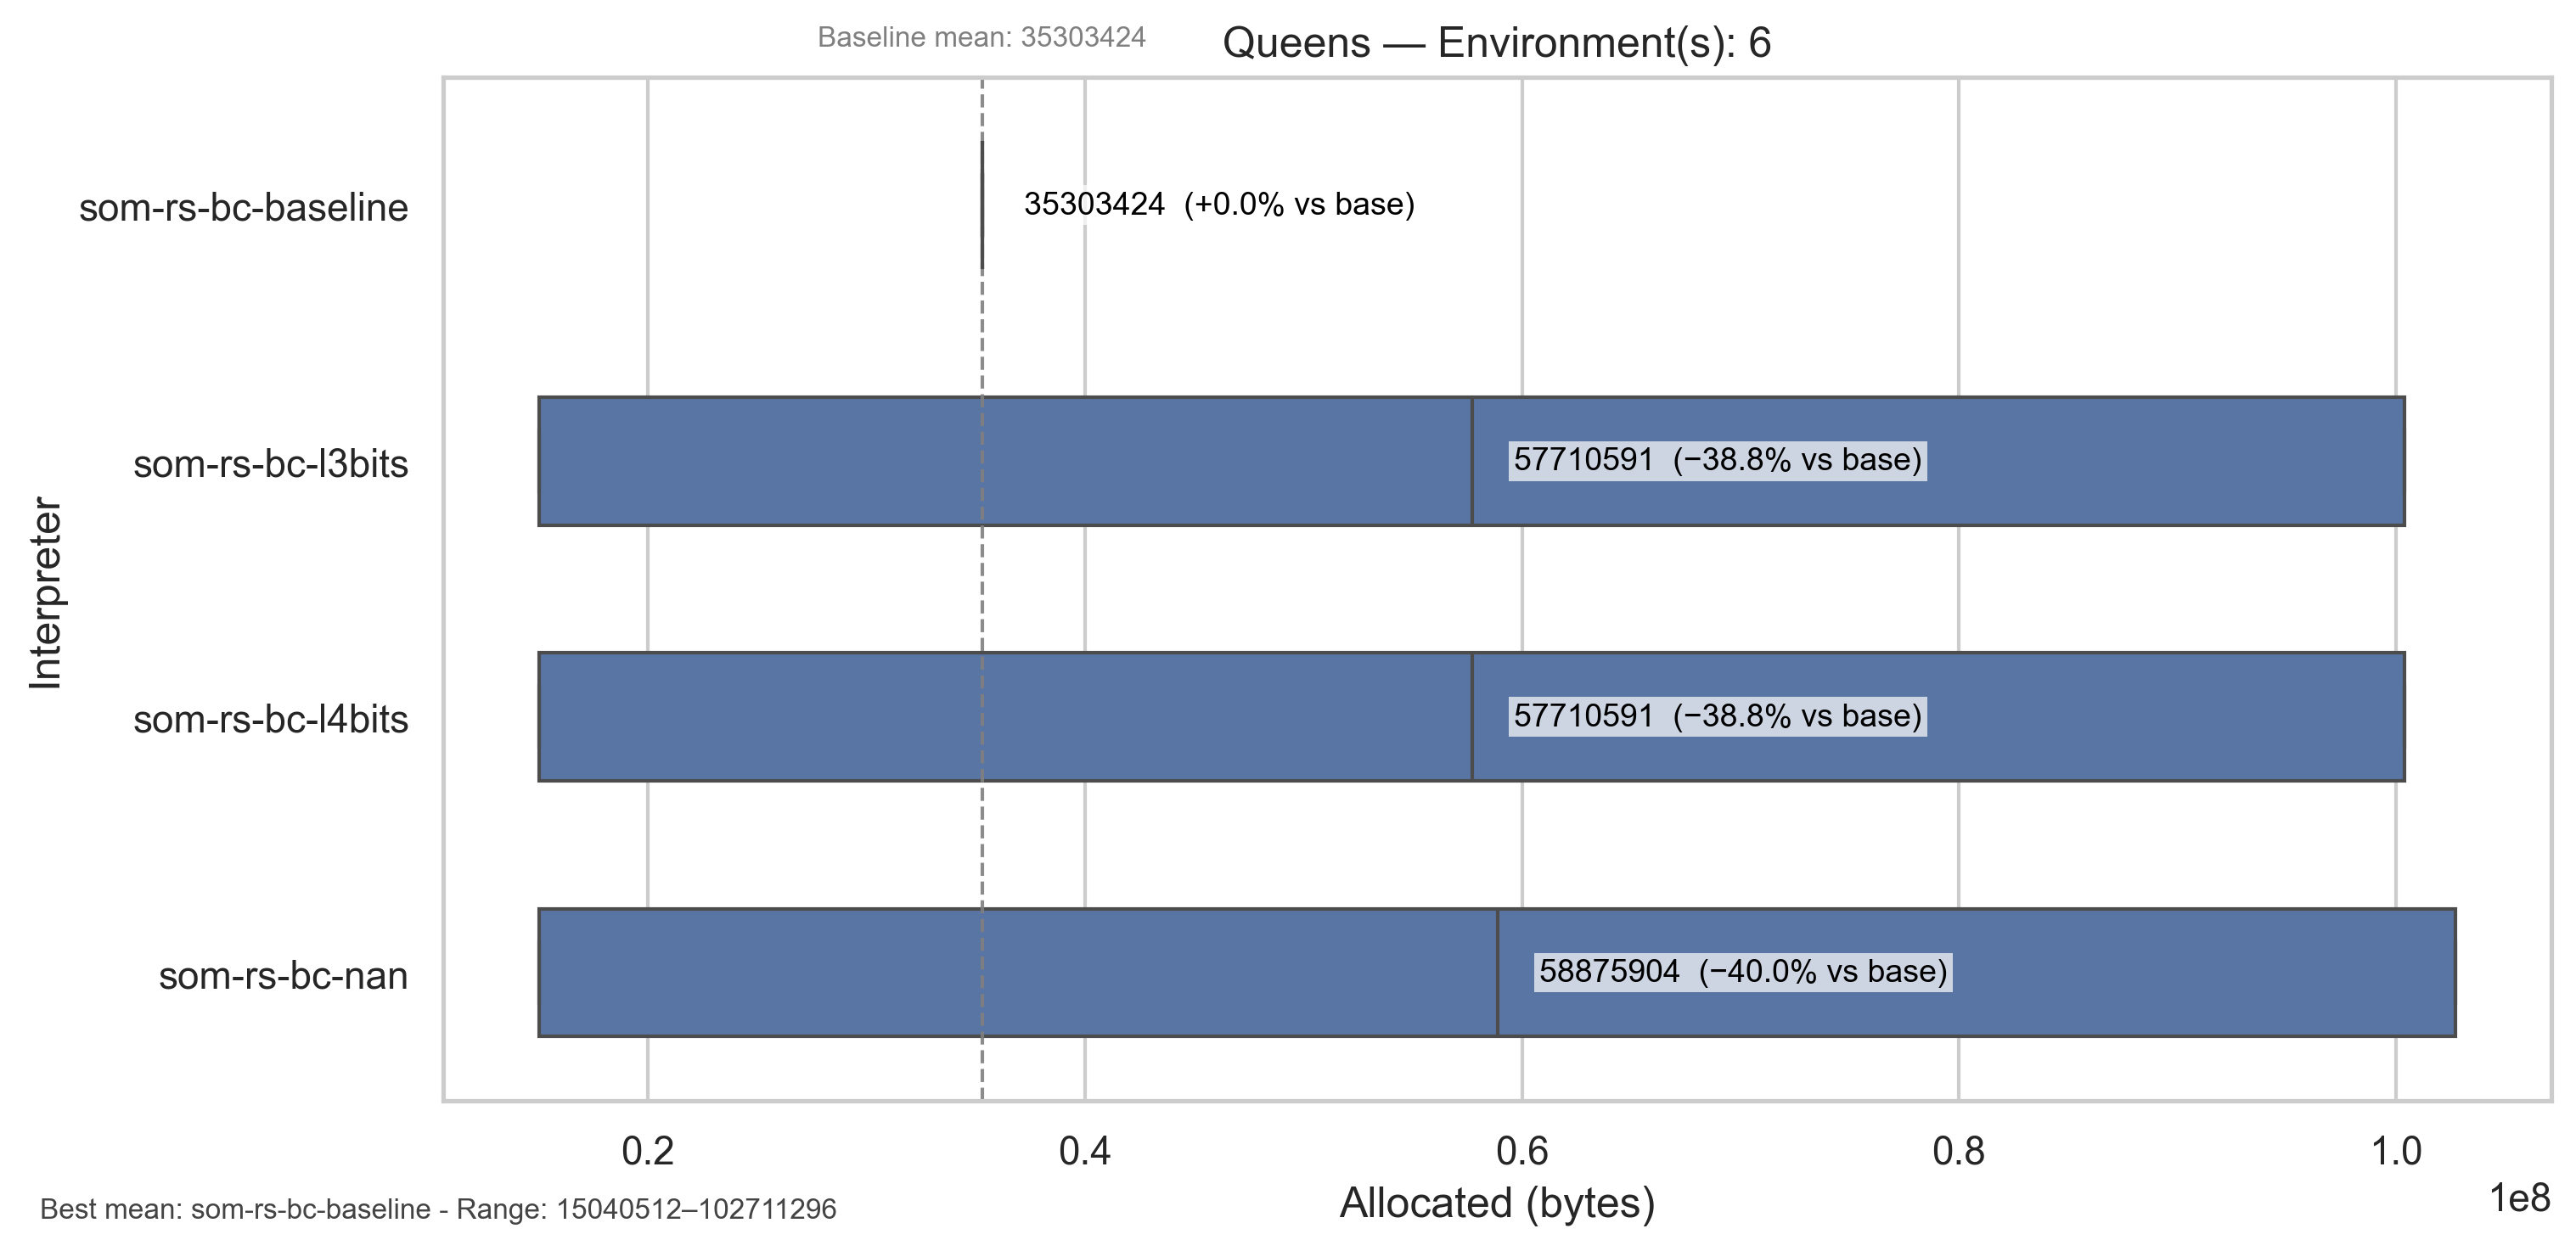 Baseline mean: 35303424
Queens — Environment(s): 6
som-rs-bc-baseline
35303424  (+0.0% vs base)
som-rs-bc-l3bits
57710591  (−38.8% vs base)
som-rs-bc-l4bits
57710591  (−38.8% vs base)
som-rs-bc-nan
58875904  (−40.0% vs base)
Interpreter
0.2 0.4 0.6 0.8 1.0
1e8
Allocated (bytes)
Best mean: som-rs-bc-baseline - Range: 15040512–102711296